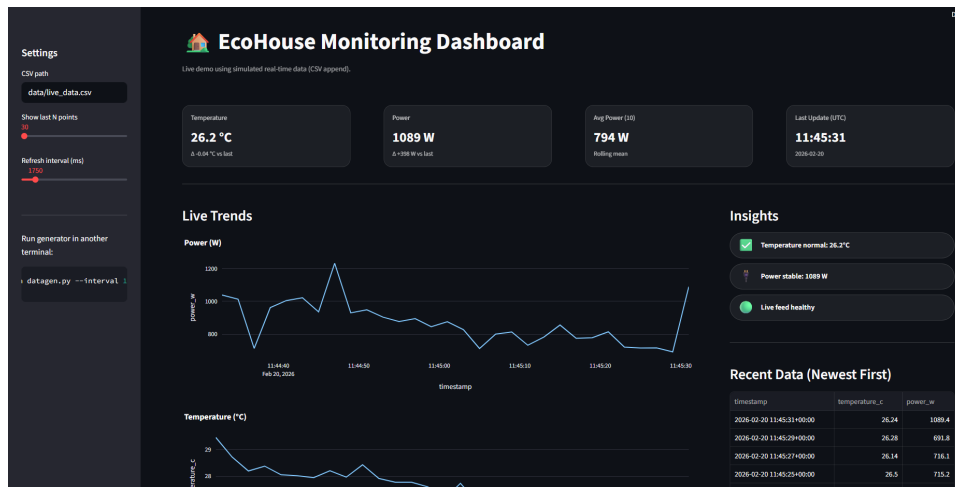 Settings
CSV path
data/live_data.csv
Show last N points
30
Refresh interval (ms)
1750
Run generator in another
terminal:
datagen.py --interval 1
EcoHouse Monitoring Dashboard
Live demo using simulated real-time data (CSV append).
Temperature
26.2 °C
Δ -0.04 °C vs last
Power
1089 W
Δ +398 W vs last
Avg Power (10)
794 W
Rolling mean
Last Update (UTC)
11:45:31
2026-02-20
Live Trends
Power (W)
1200
1000
800
power_w
11:44:40
Feb 20, 2026
11:44:50
11:45:00
11:45:10
11:45:20
11:45:30
timestamp
Temperature (°C)
29
28
Insights
Temperature normal: 26.2°C
Power stable: 1089 W
Live feed healthy
Recent Data (Newest First)
timestamp temperature_c power_w
2026-02-20 11:45:31+00:00 26.24 1089.4
2026-02-20 11:45:29+00:00 26.28 691.8
2026-02-20 11:45:27+00:00 26.14 716.1
2026-02-20 11:45:25+00:00 26.5 715.2